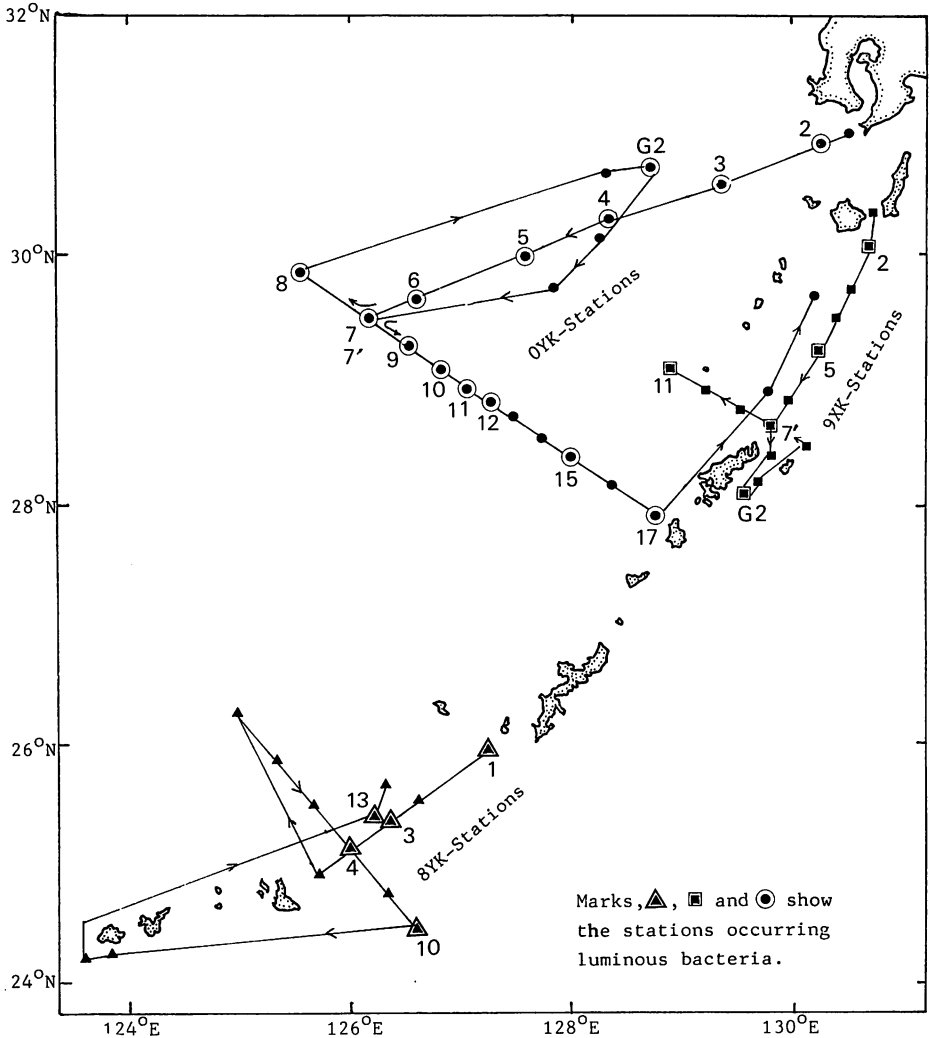 32°N
G2
2
3
4
5
6
8
7
7′
9
10
11
12
15
17
0YK-Stations
30°N
2
5
11
7′
G2
9XK-Stations
28°N
26°N
1
13
3
4
10
8YK-Stations
Marks, ▲, ■ and ● show
the stations occurring
luminous bacteria.
24°N
124°E
126°E
128°E
130°E